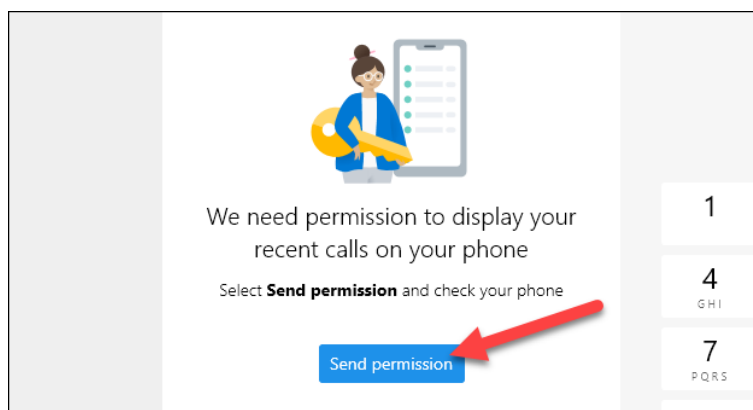 We need permission to display your
recent calls on your phone
Select Send permission and check your phone
Send permission
1
4
GHI
7
PQRS